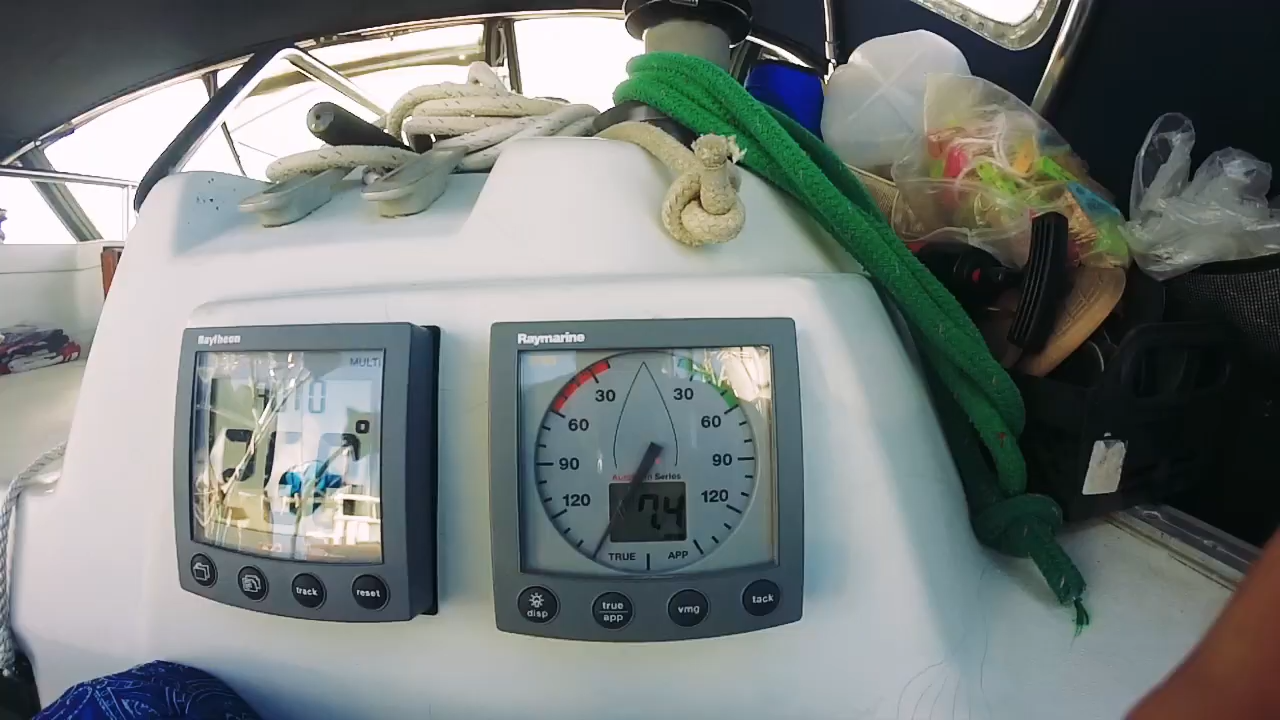 Raytheon
MULTI
track
reset
Raymarine
30
30
60
60
90
90
120
120
7.4
TRUE
APP
disp
true
app
vmg
tack